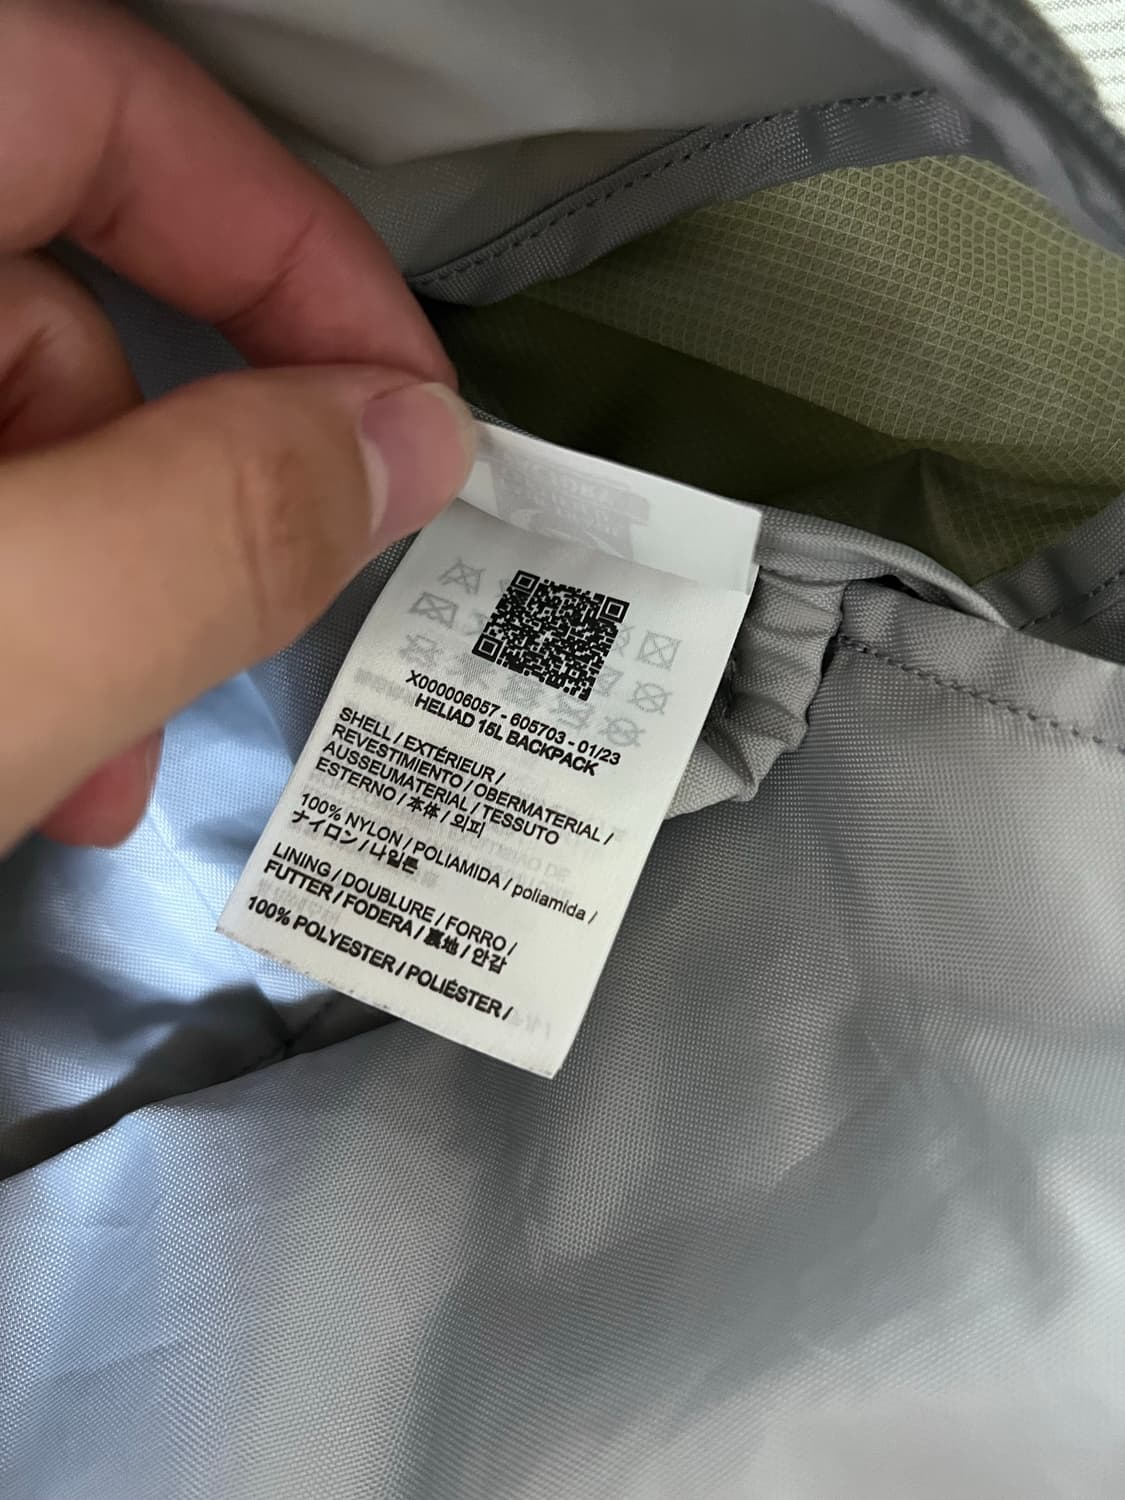 X000006057 - 605703 - 01/23
HELIAD 15L BACKPACK
SHELL / EXTÉRIEUR /
REVESTIMIENTO / OBERMATERIAL /
AUSSEUMATERIAL / TESSUTO
ESTERNO / 本体 / 외피
100% NYLON / POLIAMIDA / poliamida /
ナイロン / 나일론
LINING / DOUBLURE / FORRO /
FUTTER / FODERA / 裏地 / 안감
100% POLYESTER / POLIÉSTER /